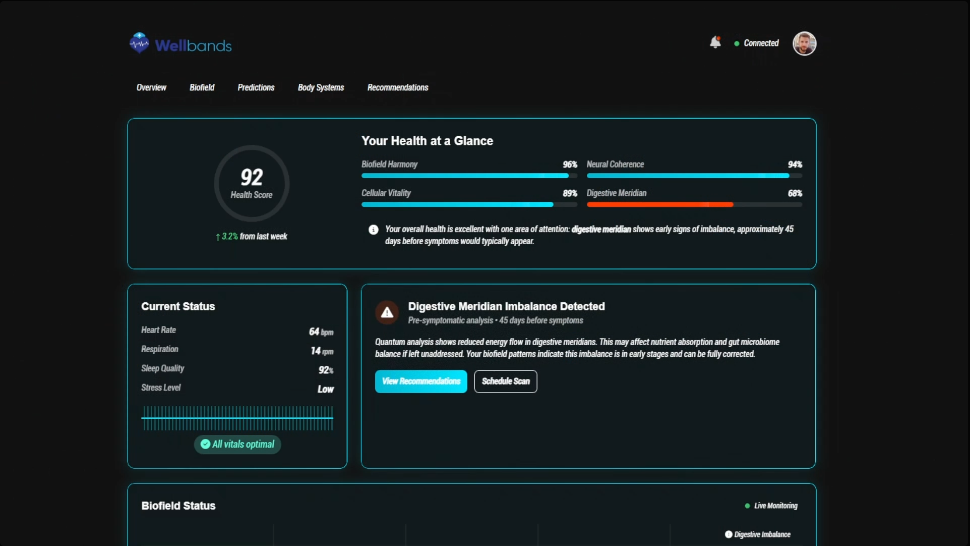 Wellbands
Connected
Overview Biofield Predictions Body Systems Recommendations
92
Health Score
↑ 3.2% from last week
Your Health at a Glance
Biofield Harmony 96%
Neural Coherence 94%
Cellular Vitality 89%
Digestive Meridian 68%
Your overall health is excellent with one area of attention: digestive meridian shows early signs of imbalance, approximately 45
days before symptoms would typically appear.
Current Status
Heart Rate 64 bpm
Respiration 14 rpm
Sleep Quality 92%
Stress Level Low
All vitals optimal
Digestive Meridian Imbalance Detected
Pre-symptomatic analysis • 45 days before symptoms
Quantum analysis shows reduced energy flow in digestive meridians. This may affect nutrient absorption and gut microbiome
balance if left unaddressed. Your biofield patterns indicate this imbalance is in early stages and can be fully corrected.
View Recommendations Schedule Scan
Biofield Status
Live Monitoring
Digestive Imbalance